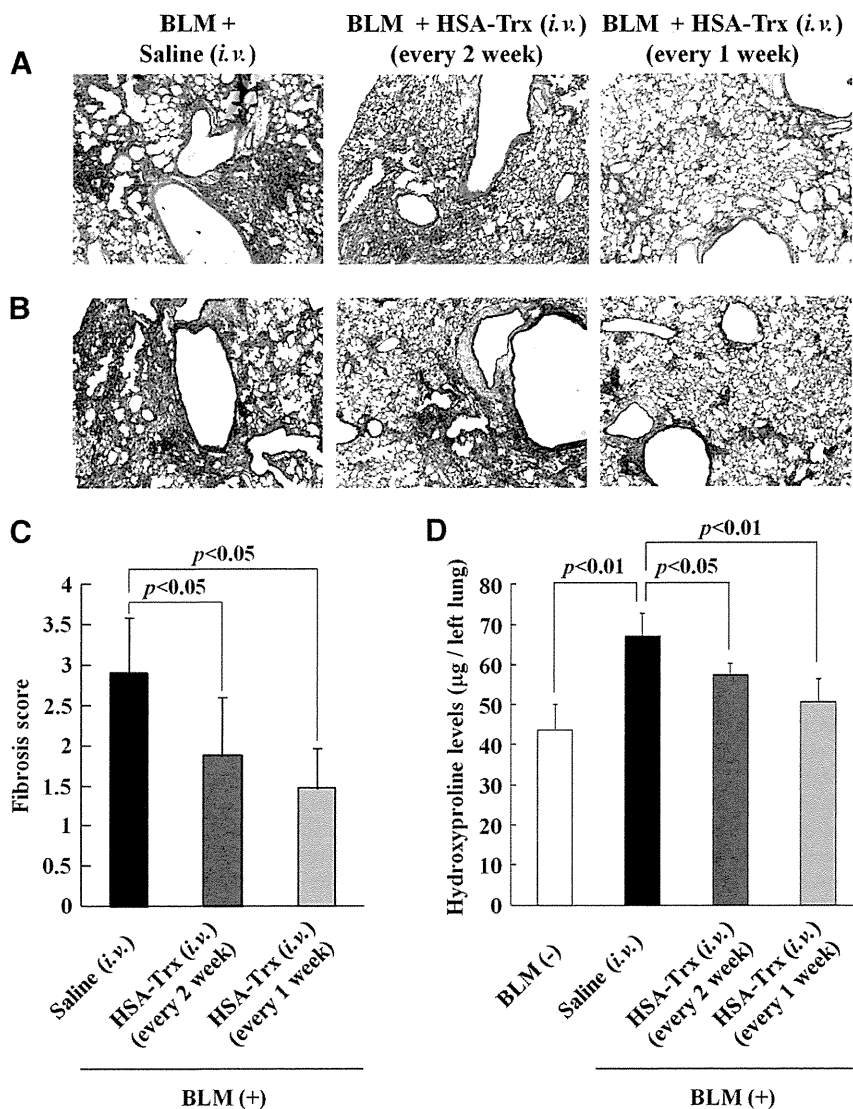 BLM +
Saline (i.v.)
BLM + HSA-Trx (i.v.)
(every 2 week)
BLM + HSA-Trx (i.v.)
(every 1 week)
A
B
C
p<0.05
p<0.05
Fibrosis score
4
3.5
3
2.5
2
1.5
1
0.5
0
Saline (i.v.)
HSA-Trx (i.v.)
(every 2 week)
HSA-Trx (i.v.)
(every 1 week)
BLM (+)
D
p<0.01
p<0.01
p<0.05
Hydroxyproline levels (µg / left lung)
80
70
60
50
40
30
20
10
0
BLM (-)
Saline (i.v.)
HSA-Trx (i.v.)
(every 2 week)
HSA-Trx (i.v.)
(every 1 week)
BLM (+)